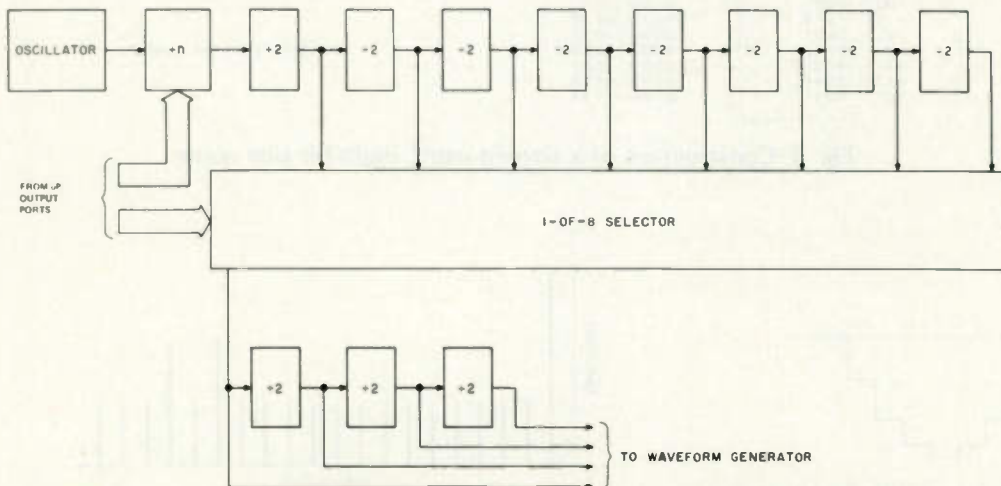 OSCILLATOR
÷n
÷2
-2
-2
-2
-2
-2
-2
-2
FROM µP
OUTPUT
PORTS
1-OF-8 SELECTOR
÷2
÷2
÷2
TO WAVEFORM GENERATOR